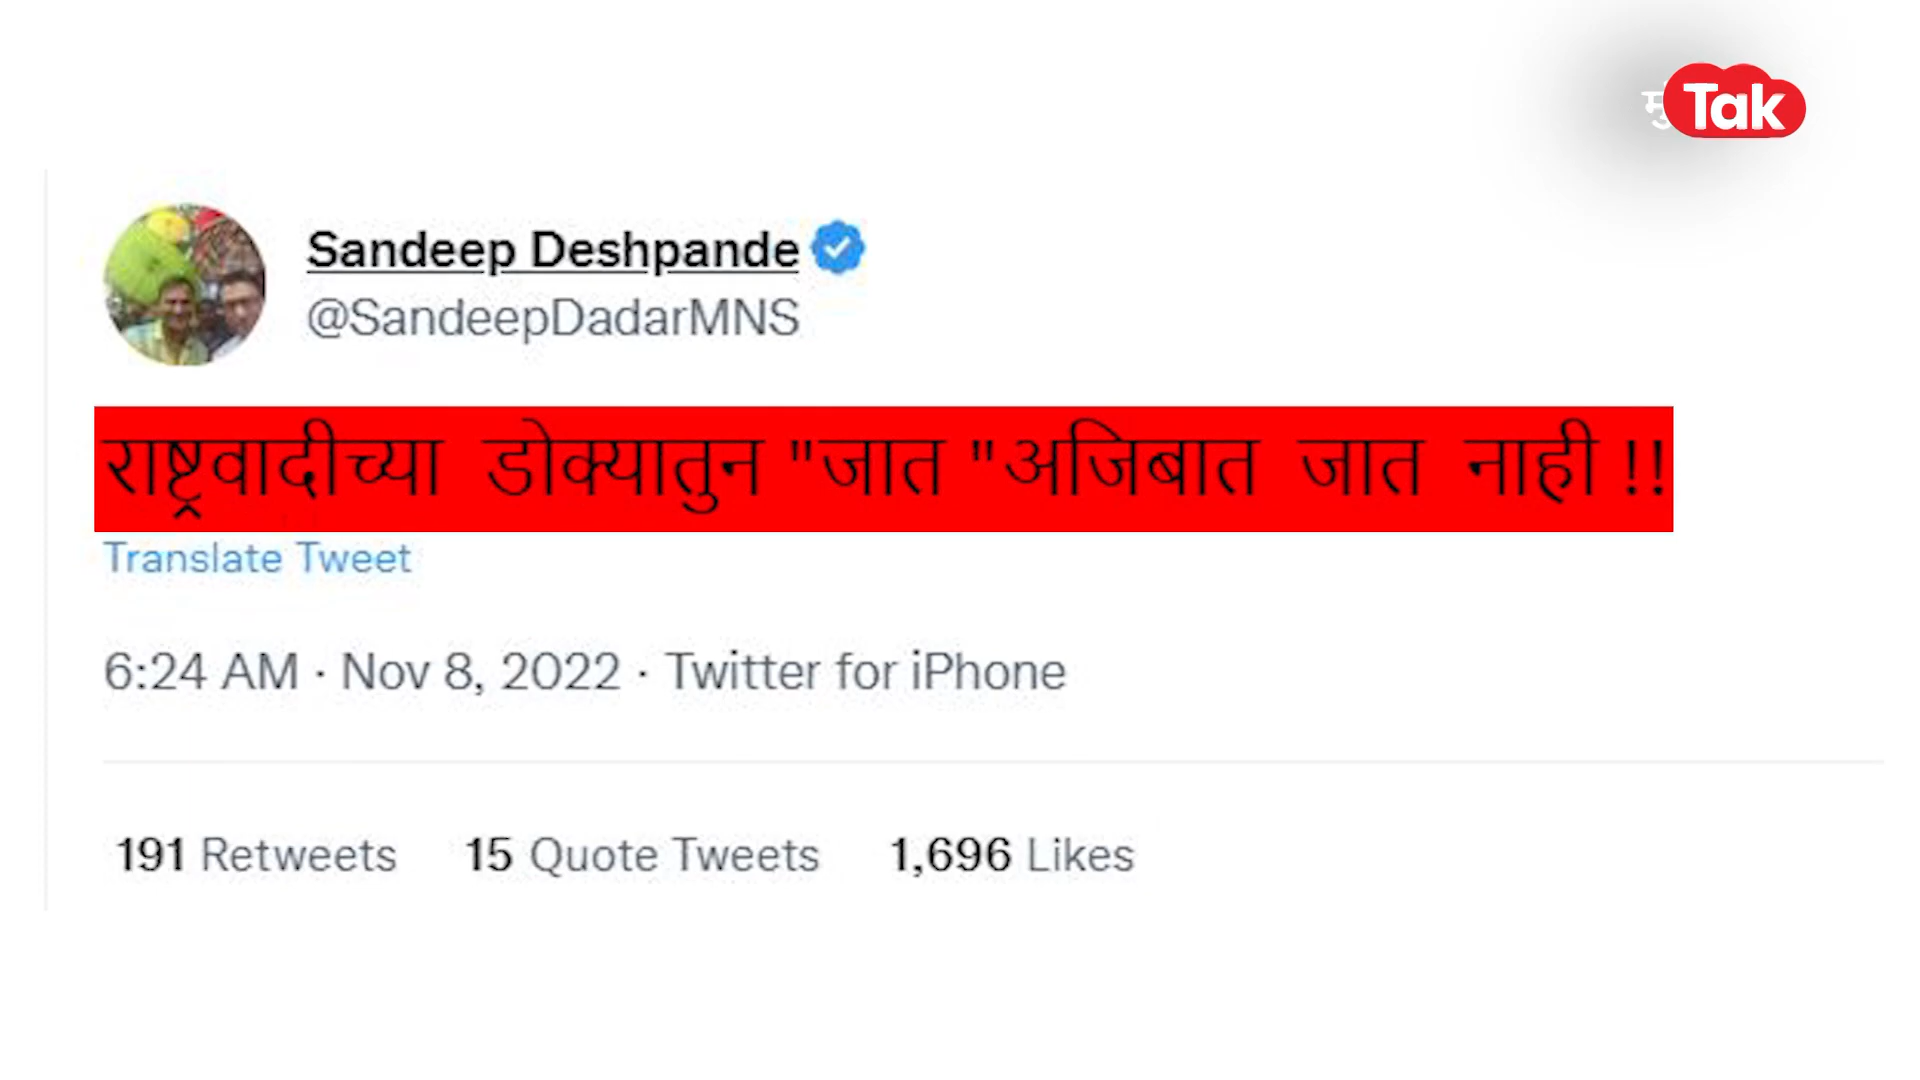 Tak
Sandeep Deshpande
@SandeepDadarMNS
राष्ट्रवादीच्या डोक्यातुन "जात "अजिबात जात नाही !!
Translate Tweet
6:24 AM · Nov 8, 2022 · Twitter for iPhone
191 Retweets 15 Quote Tweets 1,696 Likes